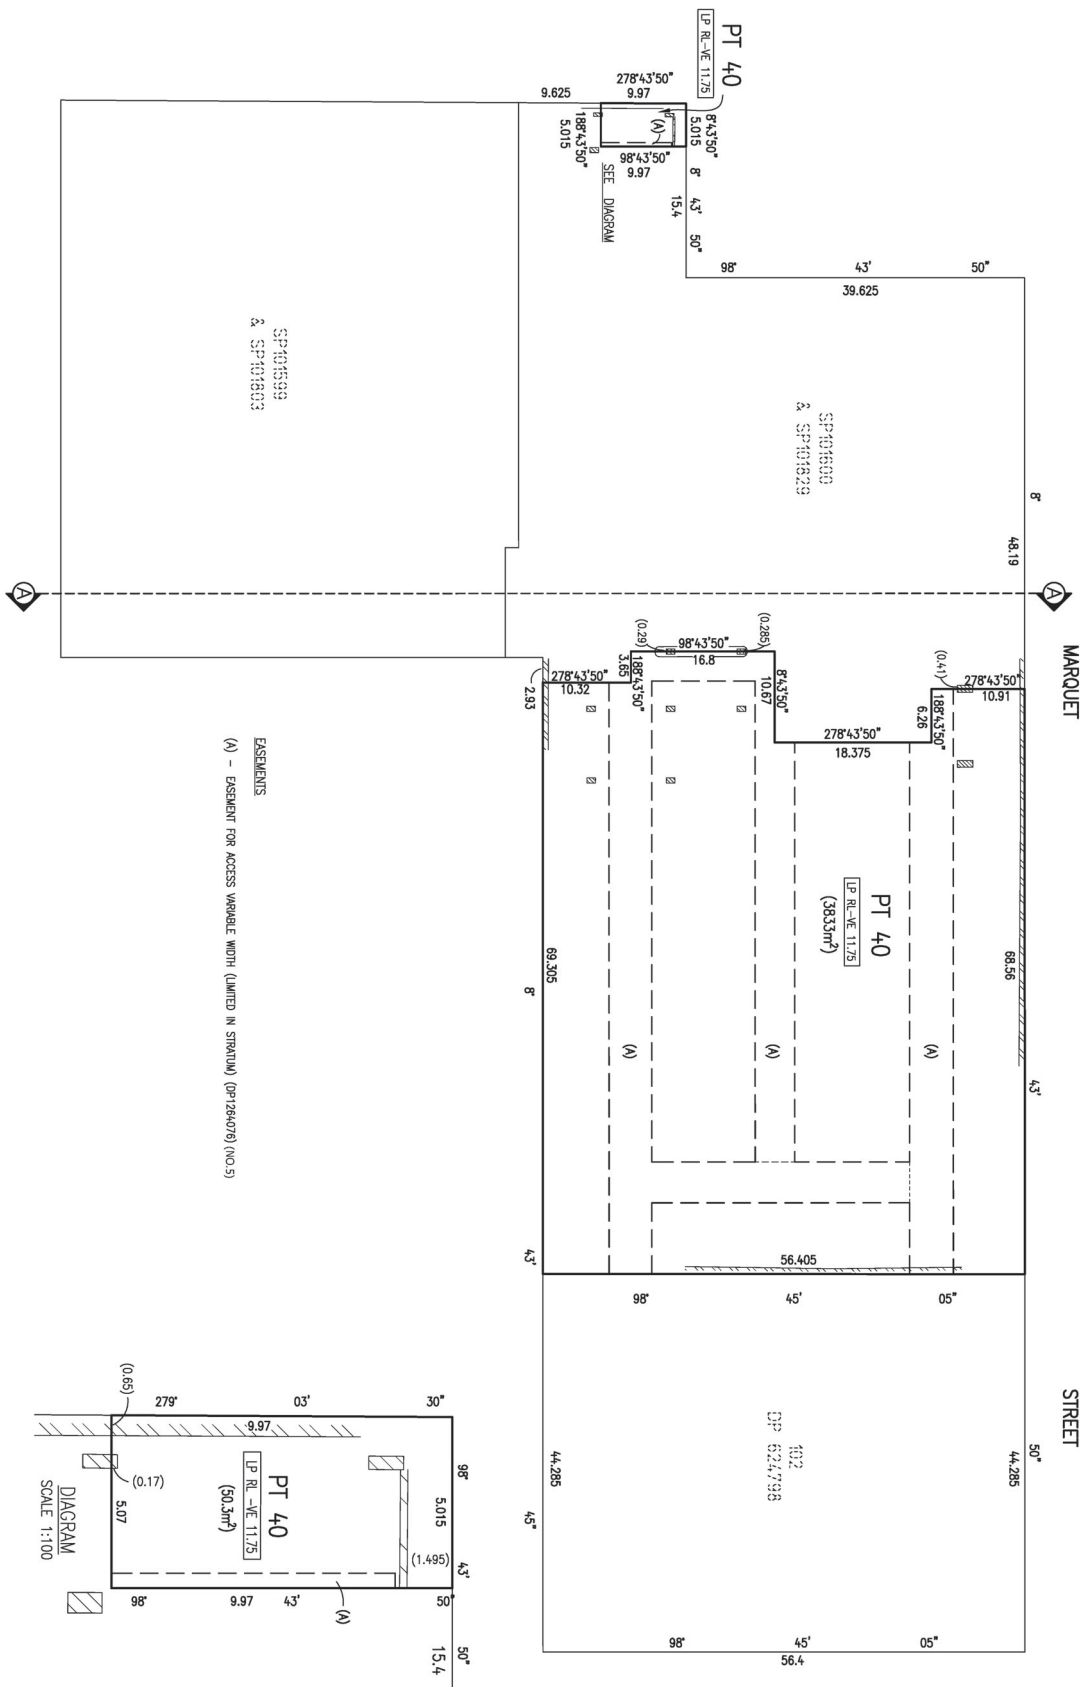 PT 40
LP RL-VE 11.75
278°43'50"
9.97
9.625
8°43'50"
5.015
(A)
188°43'50"
5.015
98°43'50"
9.97
SEE DIAGRAM
8° 43' 50"
15.4
98° 43' 50"
39.625
SP101599
& SP101803
SP101600
& SP101829
8°
48.19
A
A
MARQUET
STREET
(0.29)
98°43'50"
16.8
(0.285)
(0.41)
278°43'50"
10.91
188°43'50"
6.26
278°43'50"
18.375
8°43'50"
10.67
188°43'50"
3.65
278°43'50"
10.32
2.93
PT 40
LP RL-VE 11.75
(3833m²)
68.56
43'
(A)
(A)
(A)
69.305
8°
43'
56.405
98° 45' 05"
EASEMENTS
(A) - EASEMENT FOR ACCESS VARIABLE WIDTH (LIMITED IN STRATUM) (DP1264076) (NO.5)
102
DP 624798
50"
44.285
44.285
45"
98° 45' 05"
56.4
279° 03' 30"
9.97
(0.65)
(0.17)
5.07
PT 40
LP RL -VE 11.75
(50.3m²)
98° 43' 50"
5.015
(1.495)
98° 43' 50"
9.97
(A)
15.4
DIAGRAM
SCALE 1:100